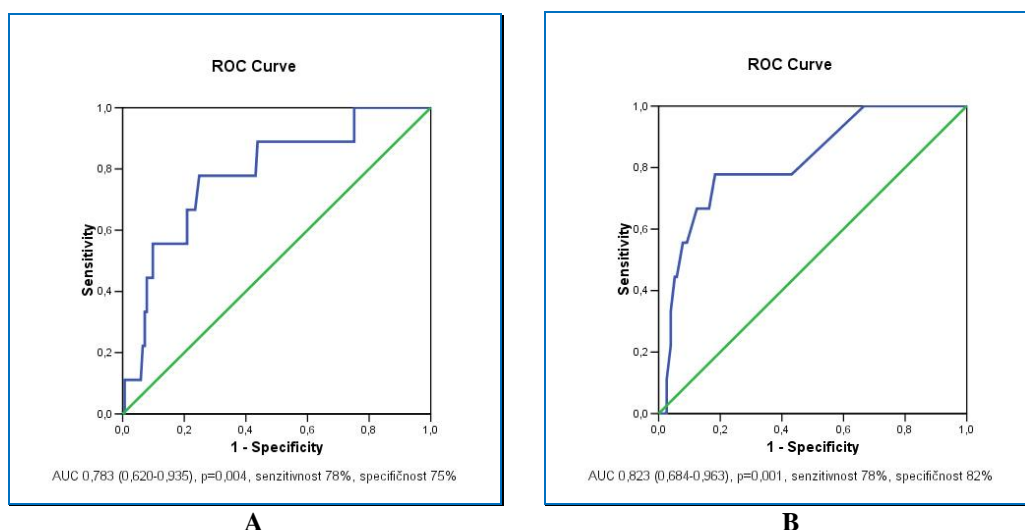 ROC Curve
1,0
0,8
0,6
0,4
0,2
0,0
Sensitivity
0,0 0,2 0,4 0,6 0,8 1,0
1 - Specificity
AUC 0,783 (0,620-0,935), p=0,004, senzitivnost 78%, specifičnost 75%
A
ROC Curve
1,0
0,8
0,6
0,4
0,2
0,0
Sensitivity
0,0 0,2 0,4 0,6 0,8 1,0
1 - Specificity
AUC 0,823 (0,684-0,963), p=0,001, senzitivnost 78%, specifičnost 82%
B